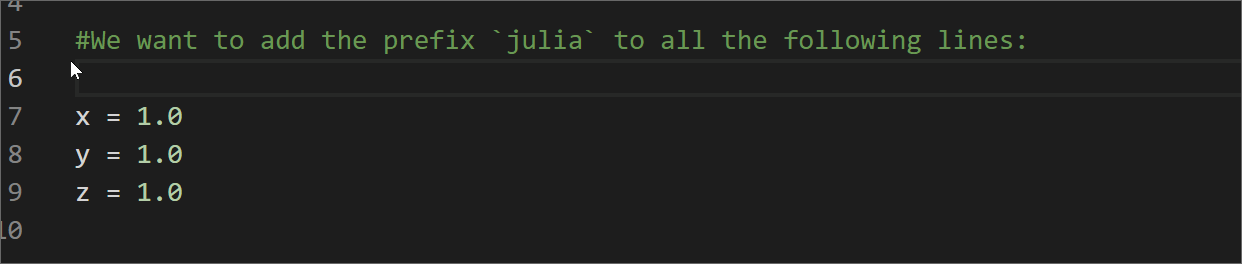 4
5 #We want to add the prefix `julia` to all the following lines:
6
7 x = 1.0
8 y = 1.0
9 z = 1.0
10